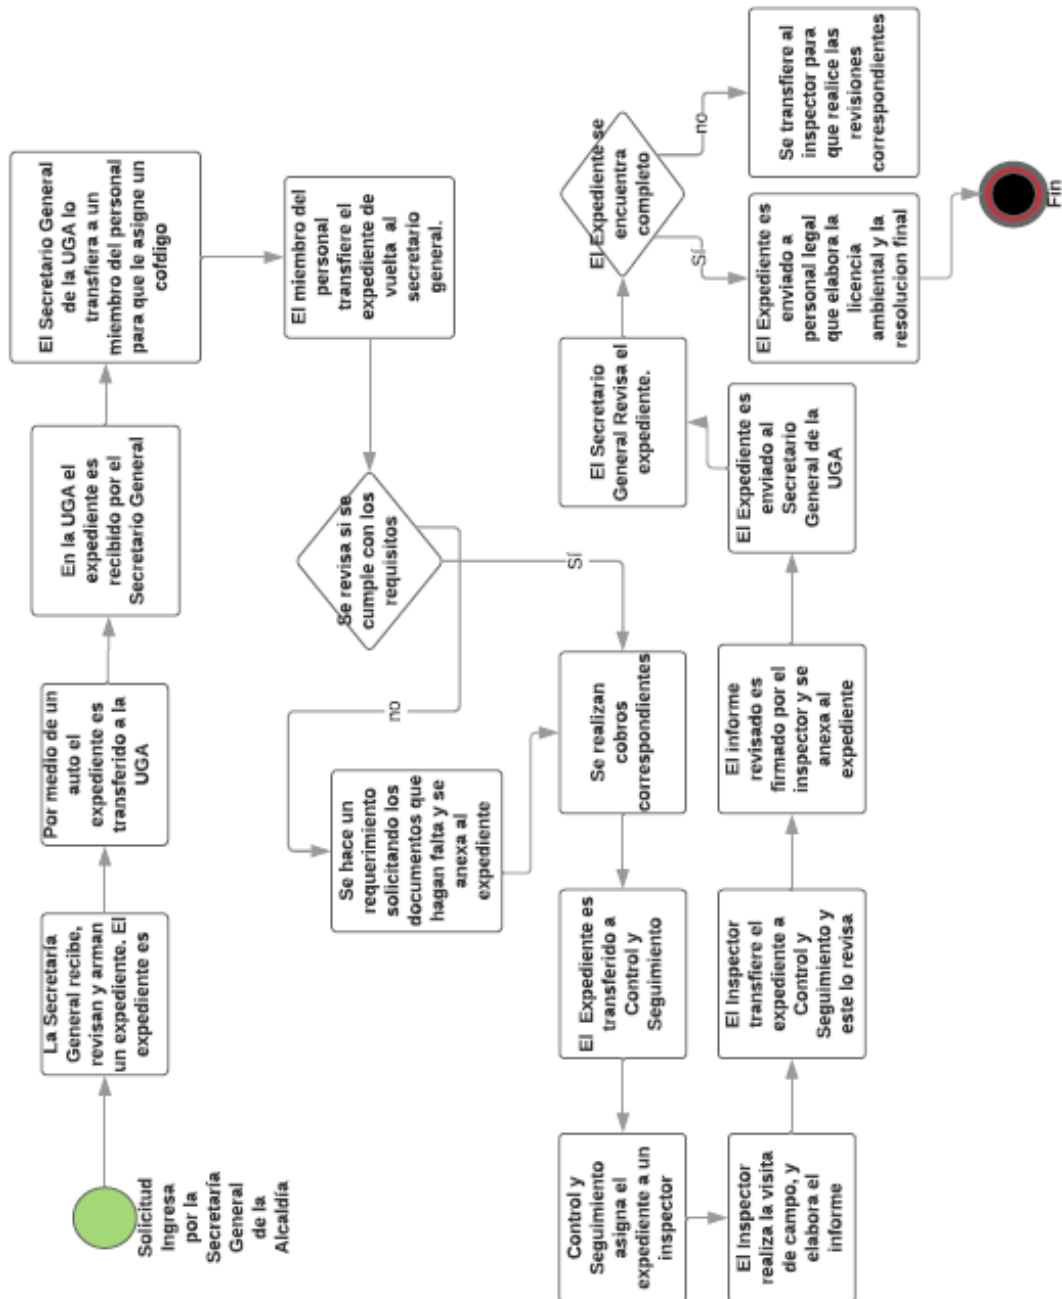 Solicitud
Ingresa
por la
Secretaría
General
de la
Alcaldía
La Secretaría
General recibe,
revisan y arman
un expediente. El
expediente es
Por medio de un
auto el
expediente es
transferido a la
UGA
En la UGA el
expediente es
recibido por el
Secretario General
El Secretario General
de la UGA lo
transfiera a un
miembro del personal
para que le asigne un
cofdigo
El miembro del
personal
transfiere el
expediente de
vuelta al
secretario
general.
Se revisa si se
cumple con los
requisitos
no
Sí
Se hace un
requerimiento
solicitando los
documentos que
hagan falta y se
anexa al
expediente
Se realizan
cobros
correspondientes
El Expediente es
transferido a
Control y
Seguimiento
Control y
Seguimiento
asigna el
expediente a un
inspector
El Inspector
realiza la visita
de campo, y
elabora el
informe
El Inspector
transfiere el
expediente a
Control y
Seguimiento y
este lo revisa
El informe
revisado es
firmado por el
inspector y se
anexa al
expediente
El Expediente es
enviado al
Secretario
General de la
UGA
El Secretario
General Revisa el
expediente.
El Expediente se
encuentra
completo
no
Sí
Se transfiere al
inspector para
que realice las
revisiones
correspondientes
El Expediente es
enviado a
personal legal
que elabora la
licencia
ambiental y la
resolucion final
Fin